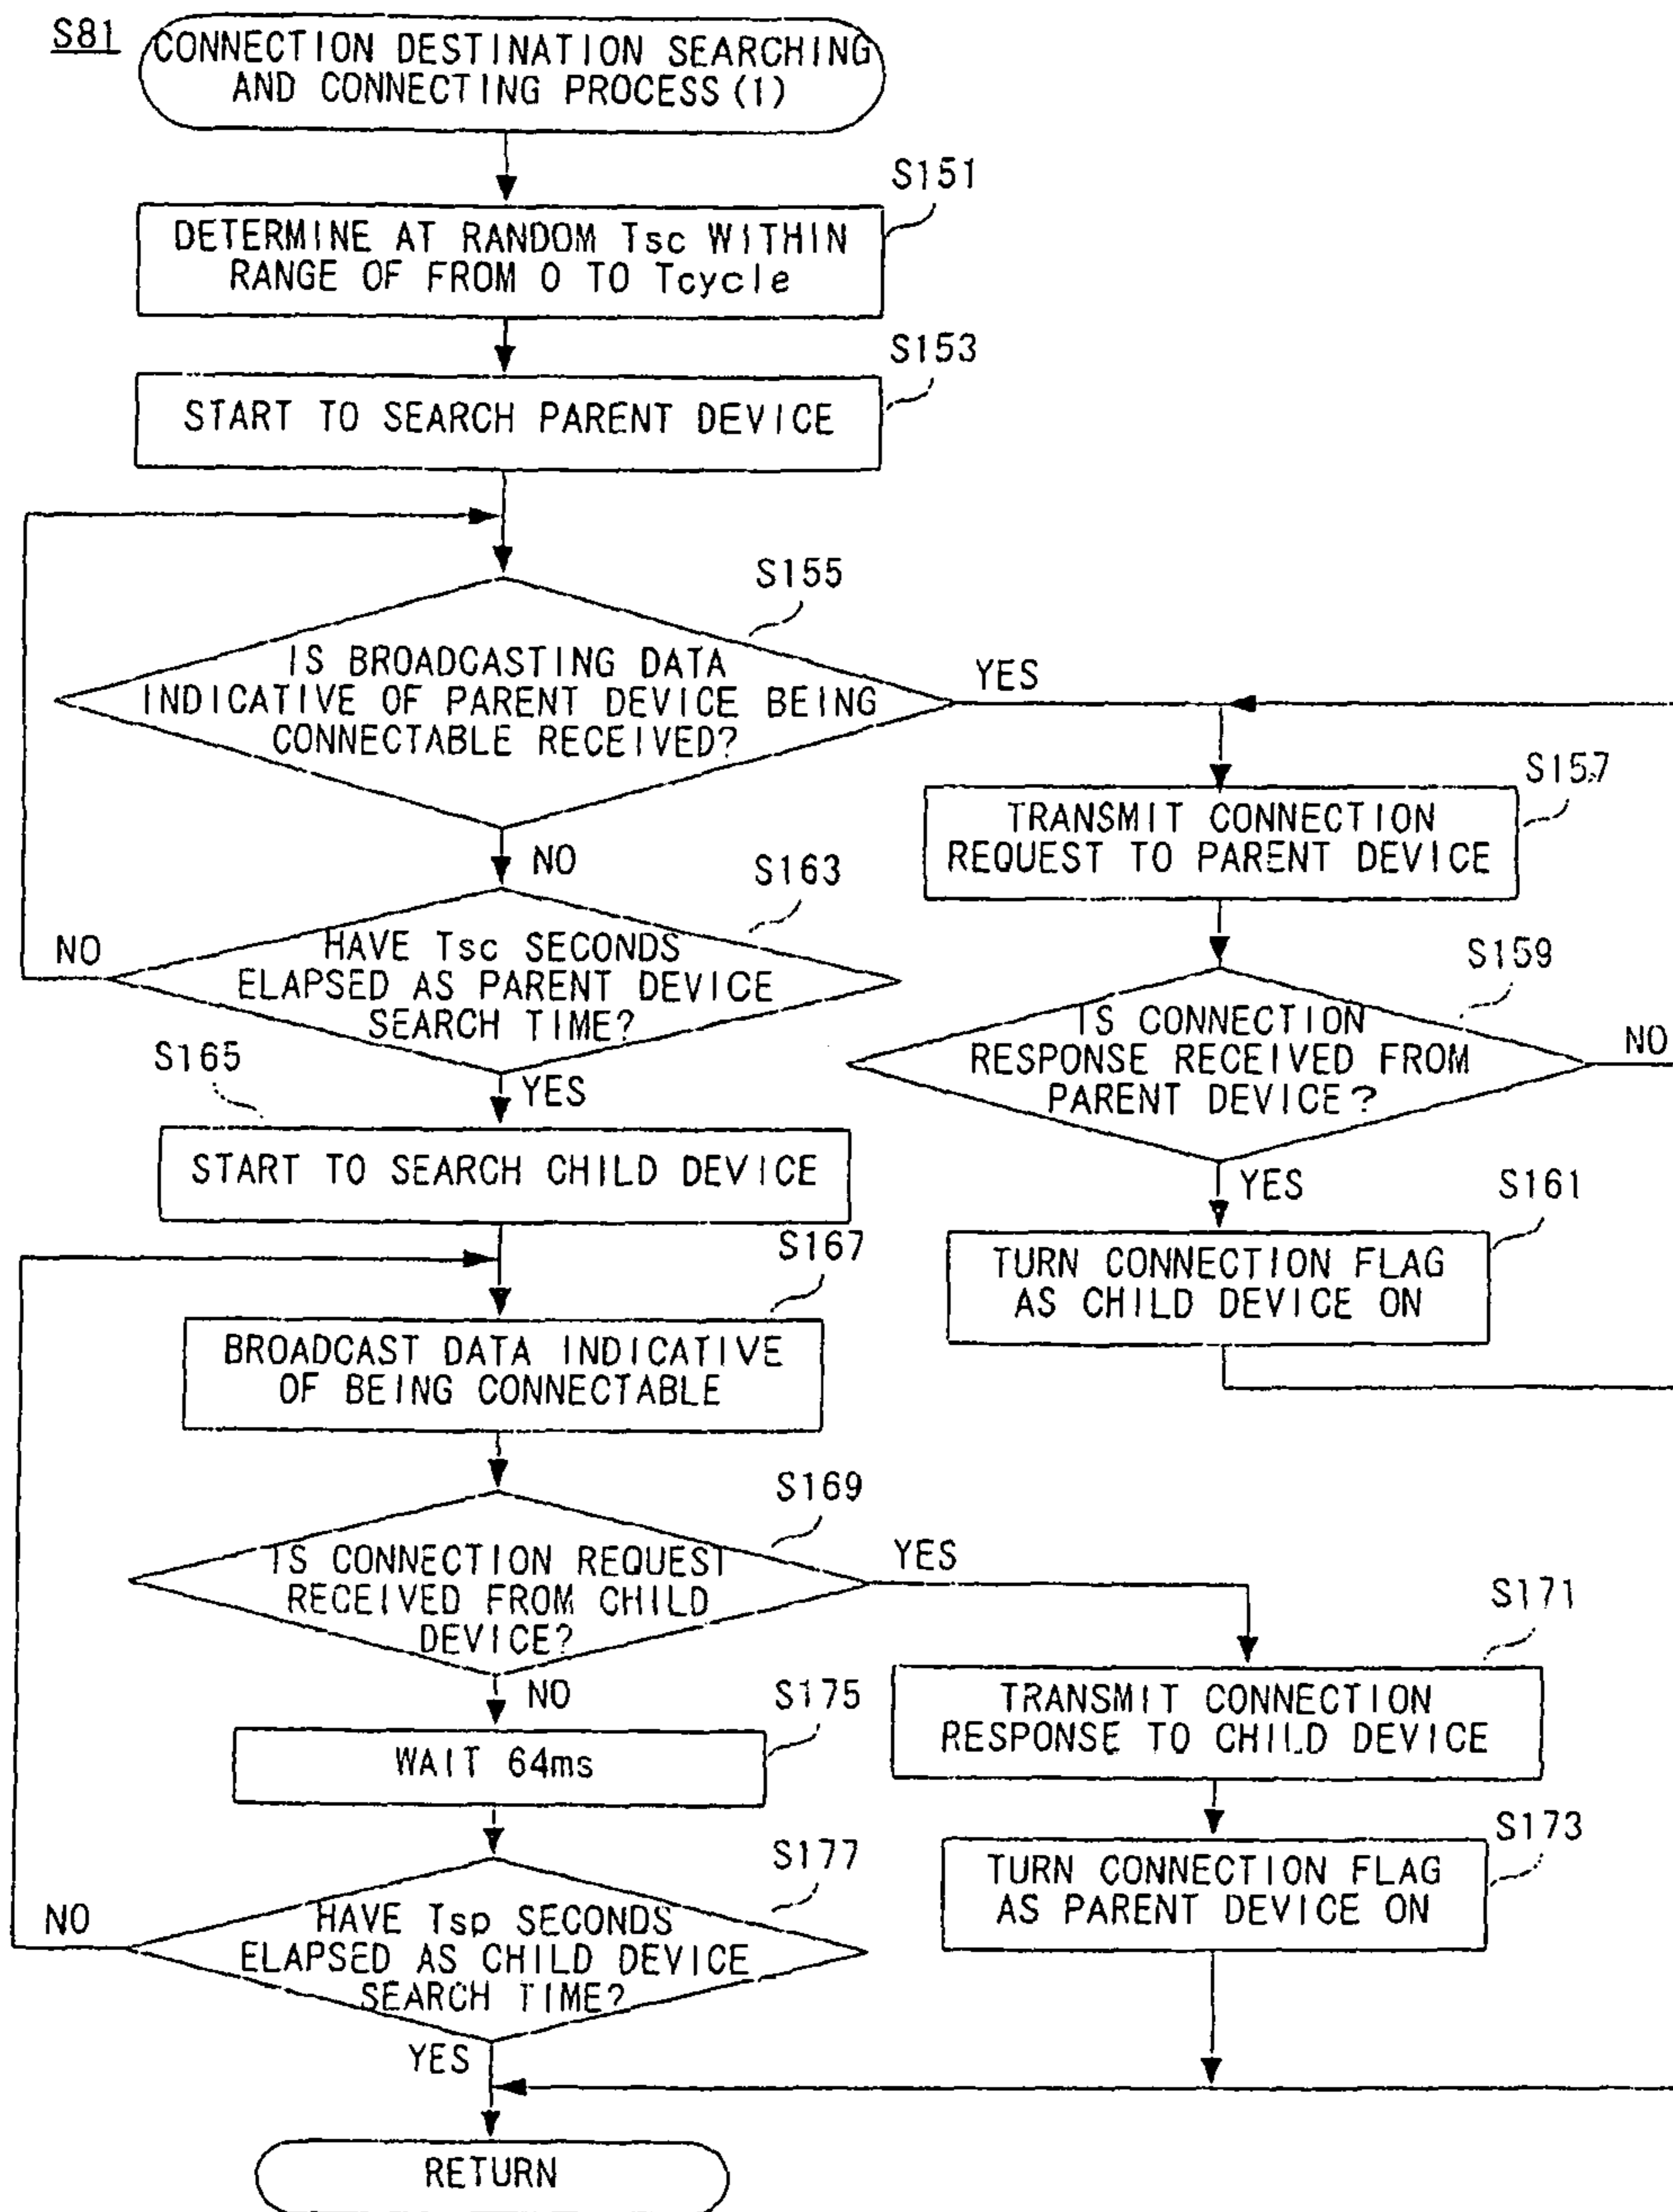 S81
CONNECTION DESTINATION SEARCHING
AND CONNECTING PROCESS(1)
S151
DETERMINE AT RANDOM Tsc WITHIN
RANGE OF FROM 0 TO Tcycle
S153
START TO SEARCH PARENT DEVICE
S155
IS BROADCASTING DATA
INDICATIVE OF PARENT DEVICE BEING
CONNECTABLE RECEIVED?
YES
NO
S157
TRANSMIT CONNECTION
REQUEST TO PARENT DEVICE
S163
HAVE Tsc SECONDS
ELAPSED AS PARENT DEVICE
SEARCH TIME?
NO
YES
S159
IS CONNECTION
RESPONSE RECEIVED FROM
PARENT DEVICE?
NO
YES
S165
START TO SEARCH CHILD DEVICE
S161
TURN CONNECTION FLAG
AS CHILD DEVICE ON
S167
BROADCAST DATA INDICATIVE
OF BEING CONNECTABLE
S169
IS CONNECTION REQUEST
RECEIVED FROM CHILD
DEVICE?
YES
NO
S171
TRANSMIT CONNECTION
RESPONSE TO CHILD DEVICE
S175
WAIT 64ms
S173
TURN CONNECTION FLAG
AS PARENT DEVICE ON
S177
HAVE Tsp SECONDS
ELAPSED AS CHILD DEVICE
SEARCH TIME?
NO
YES
RETURN